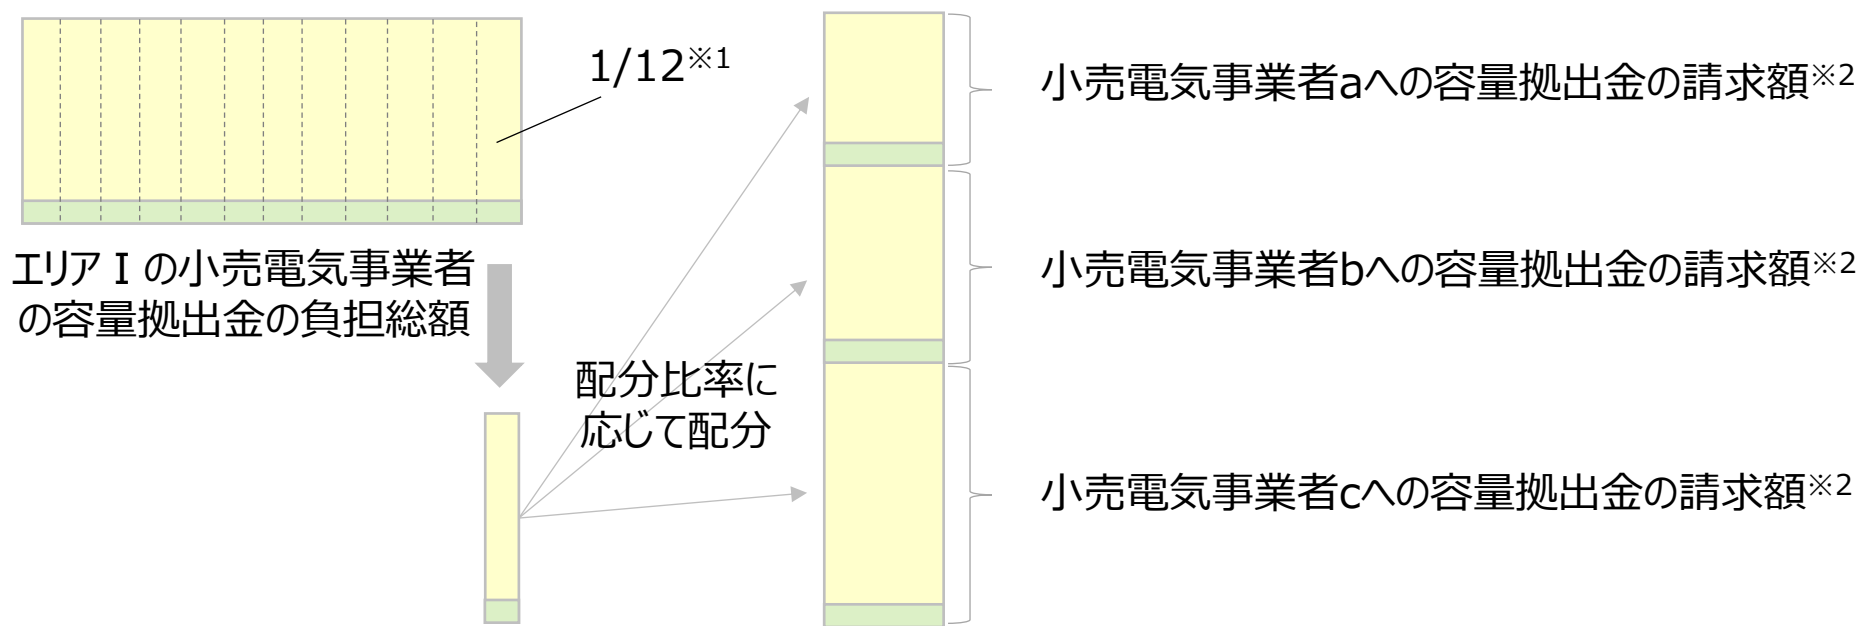 1/12※1
エリアⅠの小売電気事業者
の容量拠出金の負担総額
配分比率に
応じて配分
小売電気事業者aへの容量拠出金の請求額※2
小売電気事業者bへの容量拠出金の請求額※2
小売電気事業者cへの容量拠出金の請求額※2